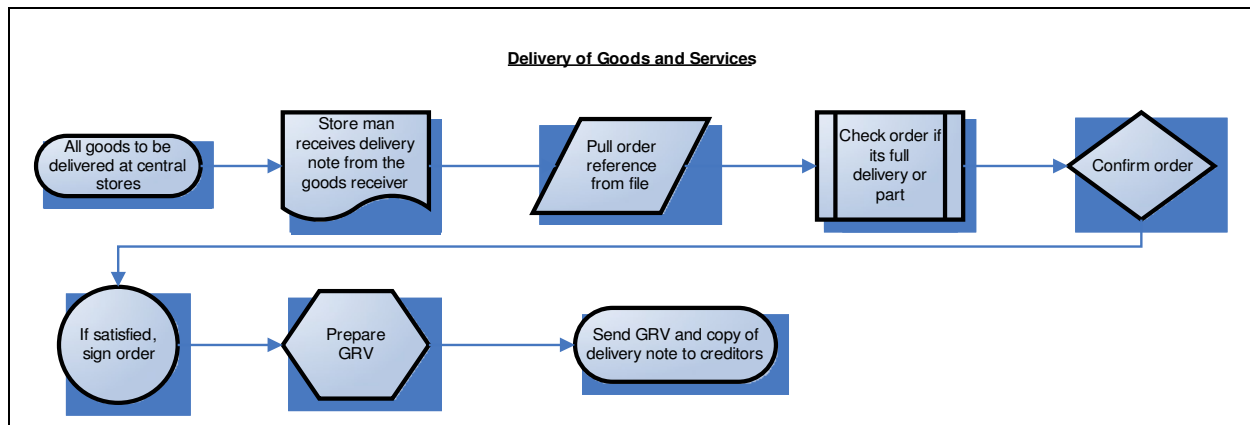 Delivery of Goods and Services
All goods to be
delivered at central
stores
Store man
receives delivery
note from the
goods receiver
Pull order
reference
from file
Check order if
its full
delivery or
part
Confirm order
If satisfied,
sign order
Prepare
GRV
Send GRV and copy of
delivery note to creditors